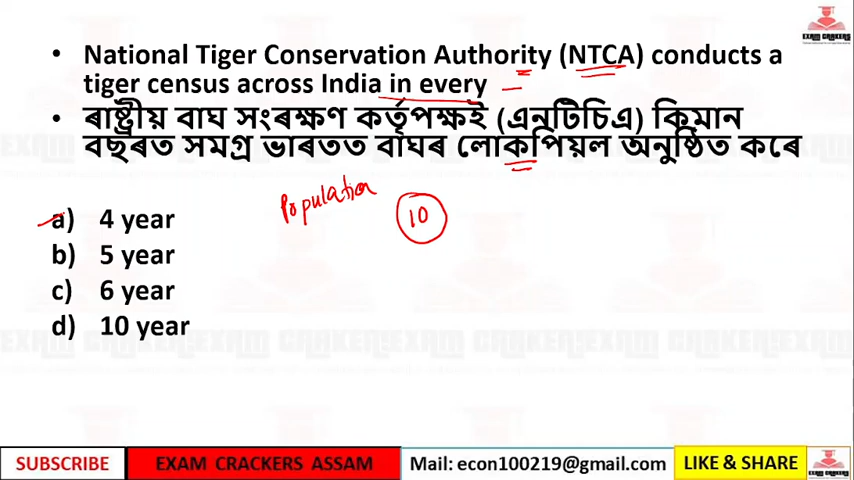 • National Tiger Conservation Authority (NTCA) conducts a
tiger census across India in every
• ৰাষ্ট্ৰীয় বাঘ সংৰক্ষণ কৰ্তৃপক্ষই (এনটিচিএ) কিমান
বছৰত সমগ্ৰ ভাৰতত বাঘৰ লোকপিয়ল অনুষ্ঠিত কৰে
Population 10
a) 4 year
b) 5 year
c) 6 year
d) 10 year
EXAM CRAKERS
SUBSCRIBE EXAM CRACKERS ASSAM Mail: econ100219@gmail.com LIKE & SHARE